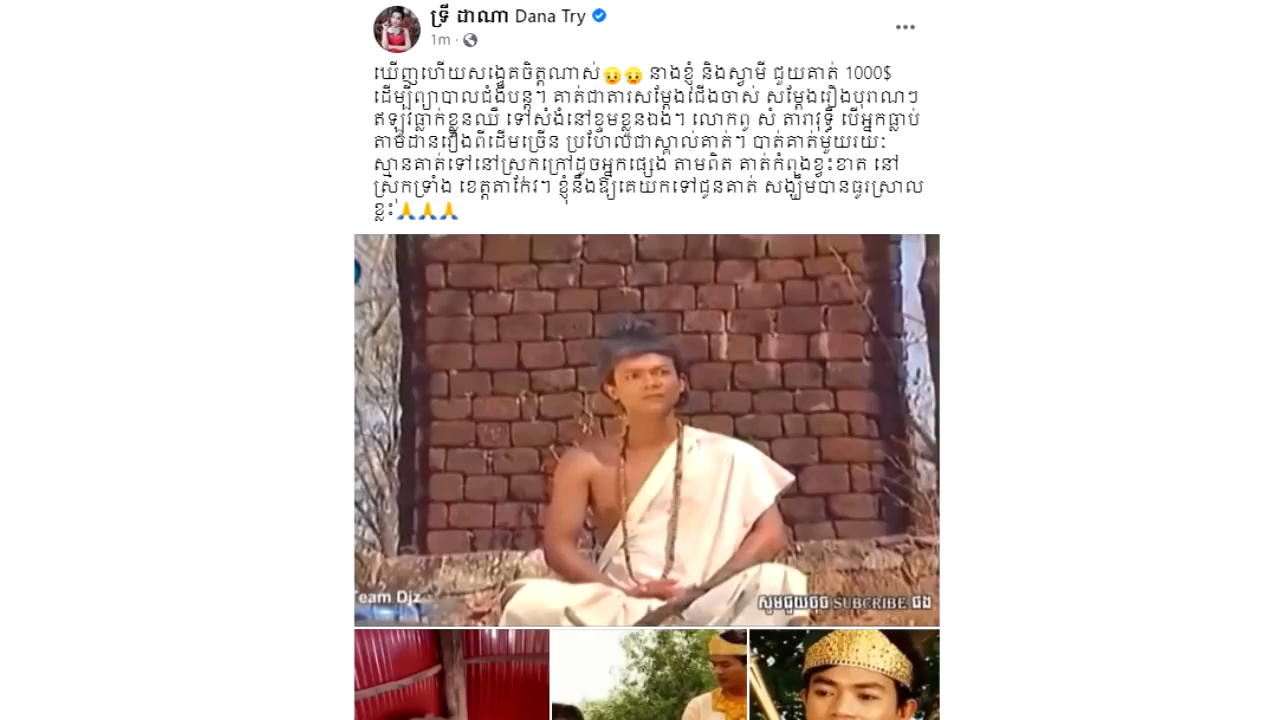 ទ្រី ដាណា Dana Try
1m ·
ឃើញហើយសង្វេគចិត្តណាស់😥😥 នាងខ្ញុំ និងស្វាមី ជួយគាត់ 1000$
ដើម្បីព្យាបាលជំងឺបន្ត។ គាត់ជាតារាសម្តែងជើងចាស់ សម្តែងរឿងបុរាណៗ
ឥឡូវធ្លាក់ខ្លួនឈឺ ទៅសំងំនៅខ្ទមខ្លួនឯង។ លោកពូ សំ តារាវុទ្ធី បើអ្នកធ្លាប់
តាមដានរឿងពីដើមច្រើន ប្រហែលជាស្គាល់គាត់។ បាត់គាត់មួយរយៈ
ស្មានគាត់ទៅនៅស្រុកក្រៅដូចអ្នកផ្សេង តាមពិត គាត់កំពុងខ្វះខាត នៅ
ស្រុកទ្រាំង ខេត្តតាកែវ។ ខ្ញុំនឹងឱ្យគេយកទៅជូនគាត់ សង្ឃឹមបានធូរស្រាល
ខ្លះ🙏🙏🙏
Team Djz
សូមជួយចុច SUBCRIBE ផង